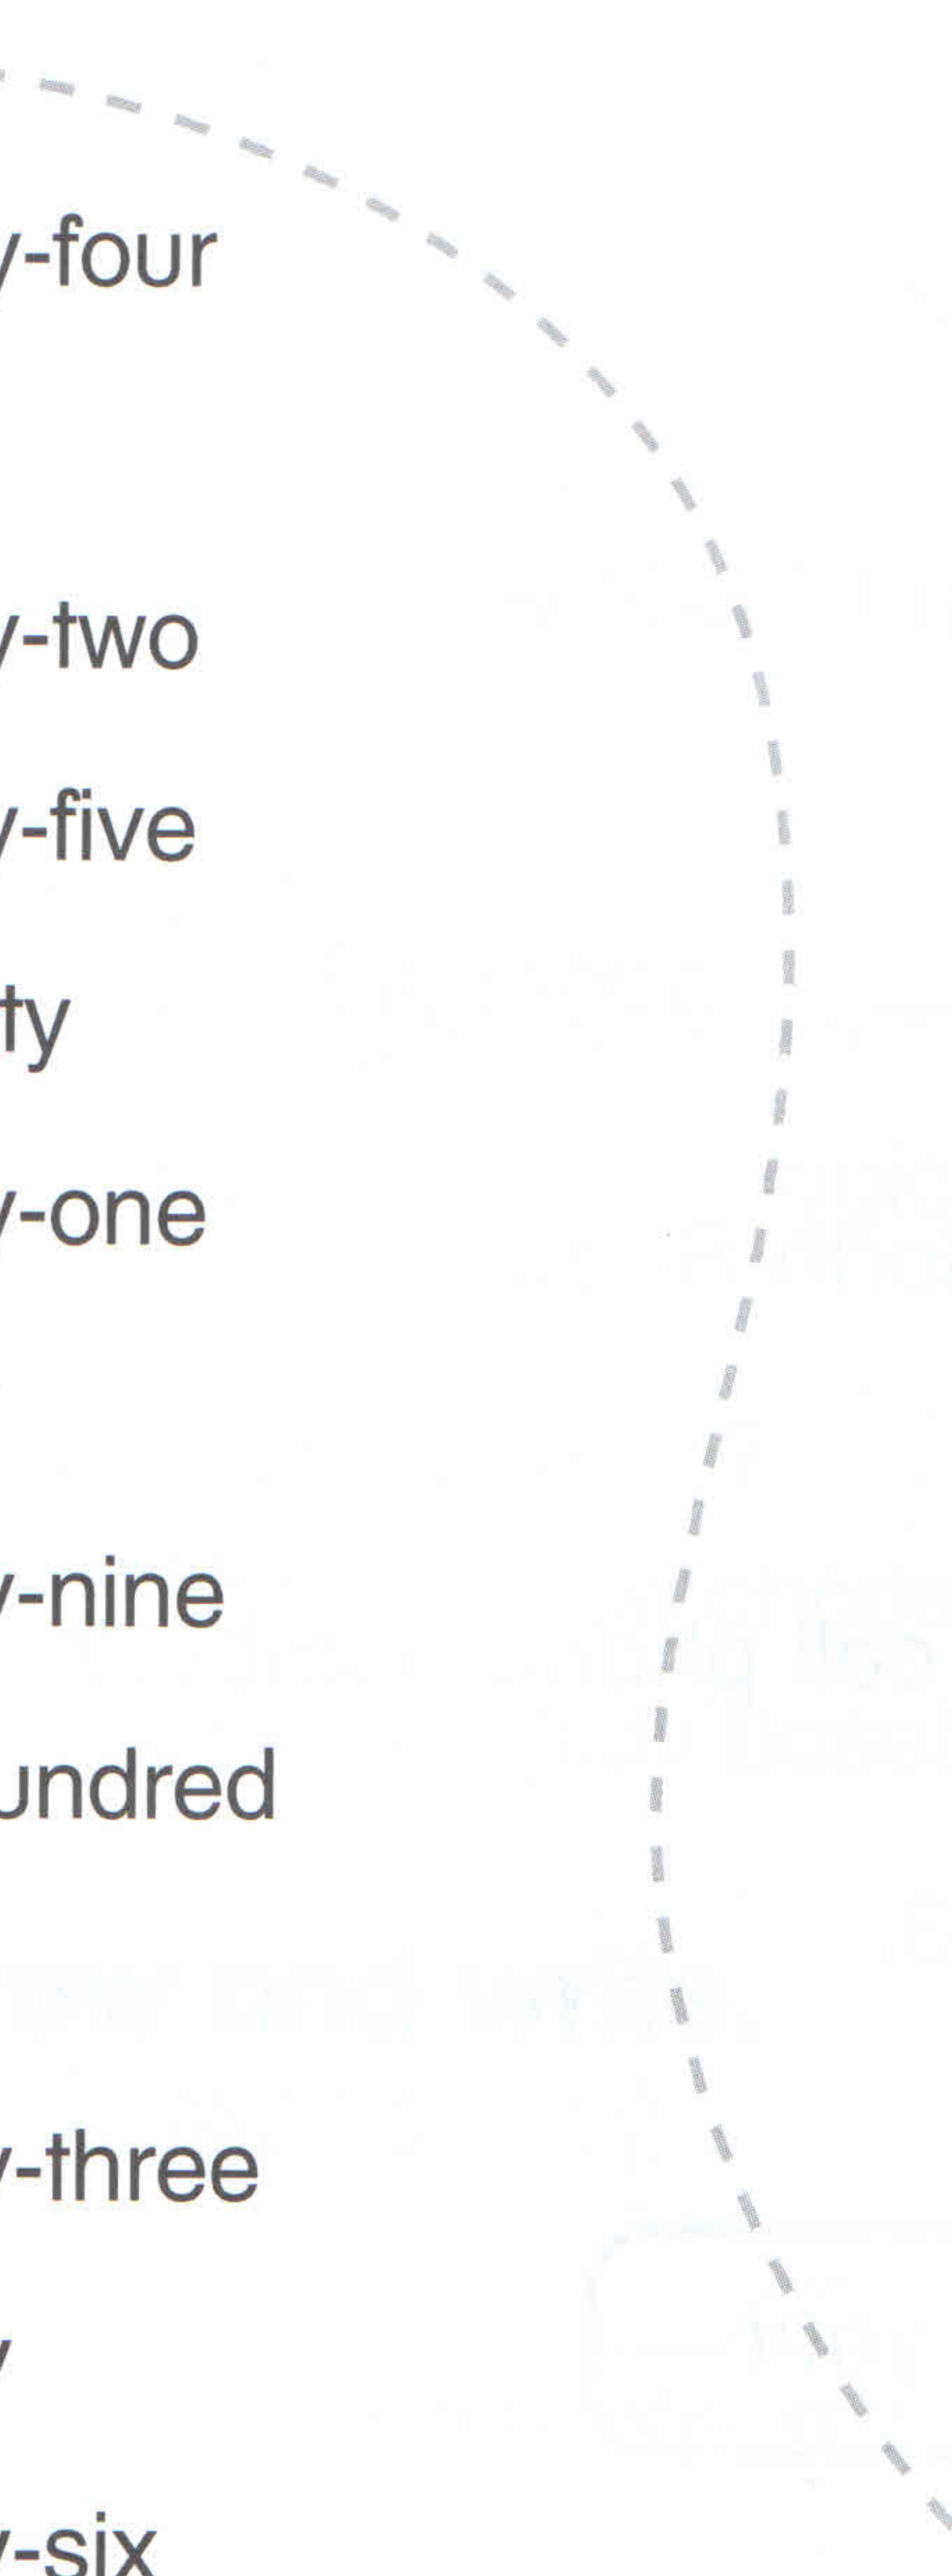 y-four
y-two
y-five
ty
y-one
y-nine
undred
y-three
y
y-six